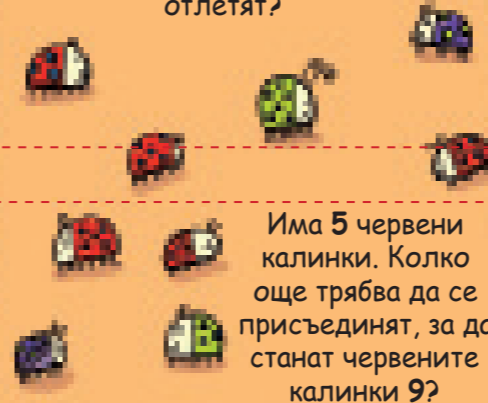 отлетят?
Има 5 червени
калинки. Колко
още трябва да се
присъединят, за да
станат червените
калинки 9?